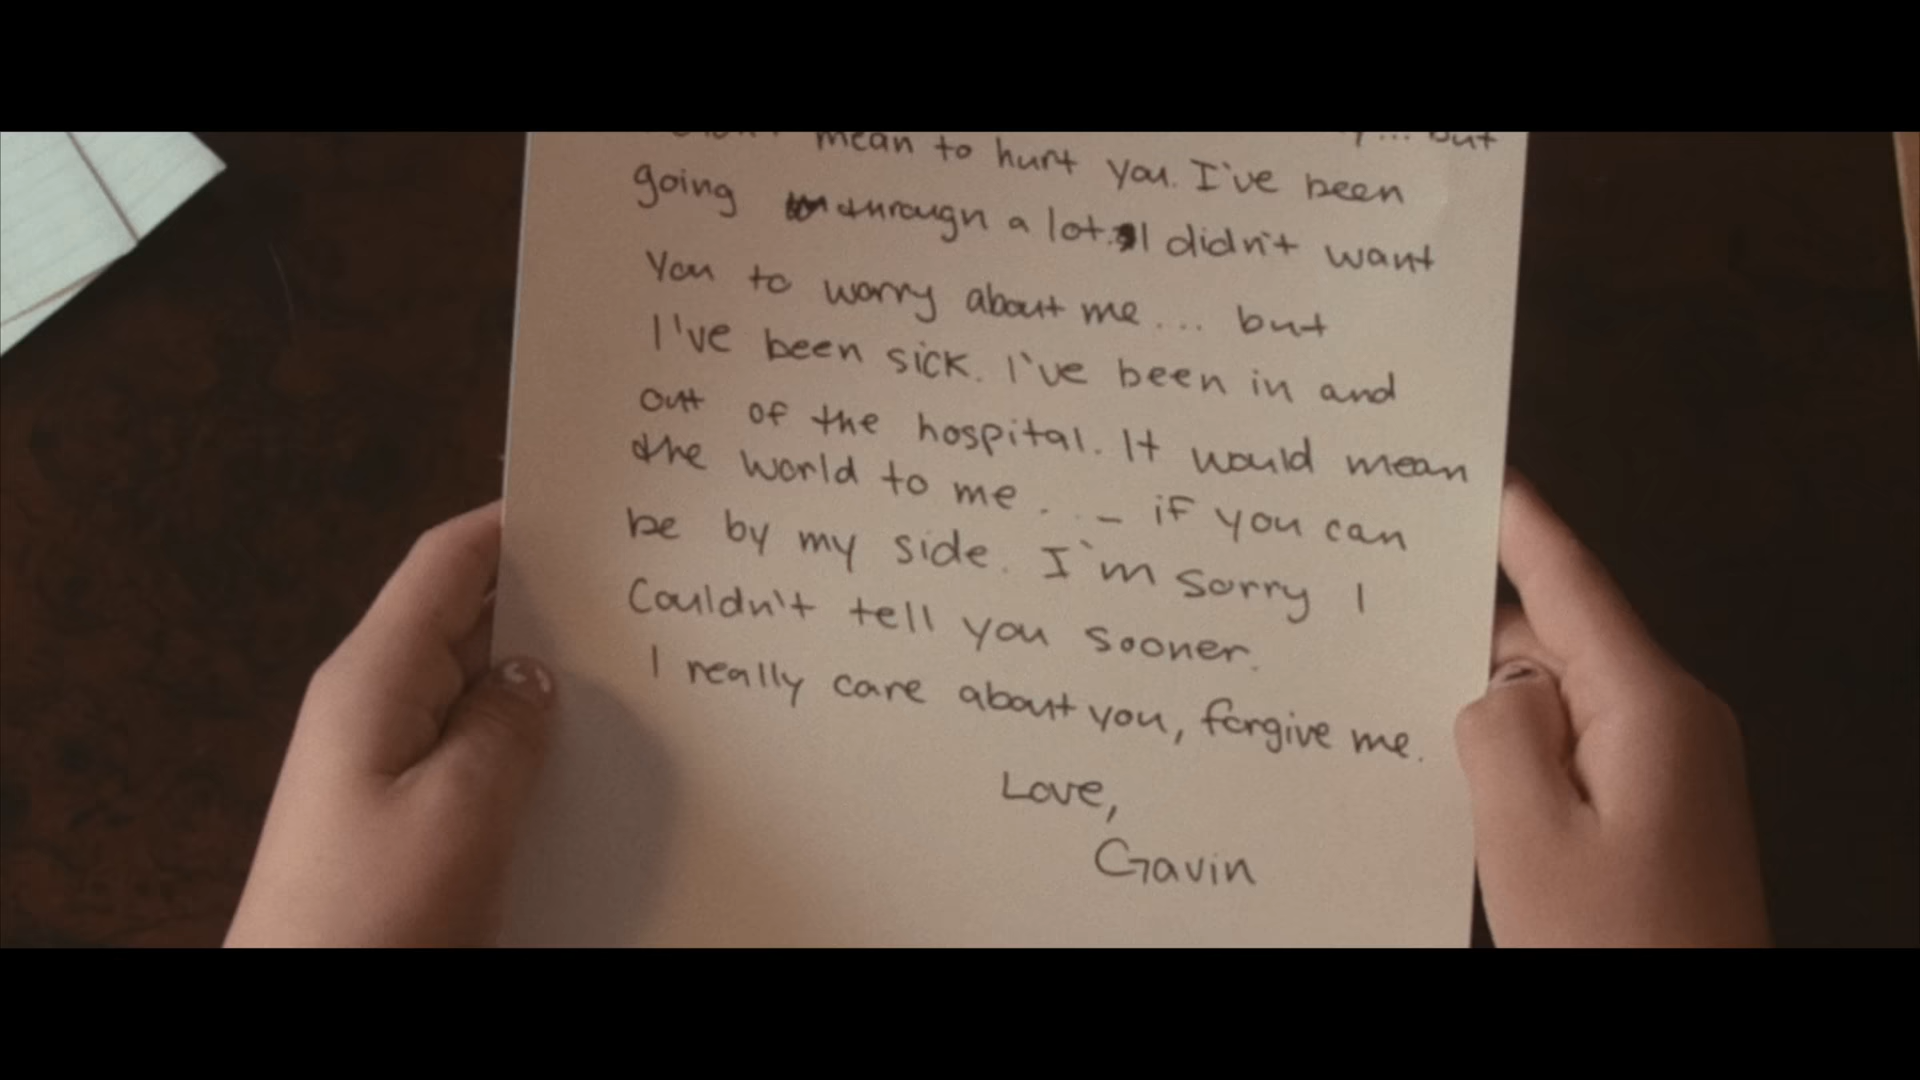 mean to hurt you. I've been
going through a lot. I didn't want
You to worry about me... but
I've been sick. I've been in and
out of the hospital. It would mean
the world to me... if you can
be by my side. I'm sorry I
Couldn't tell you sooner.
I really care about you, forgive me.
Love,
Gavin